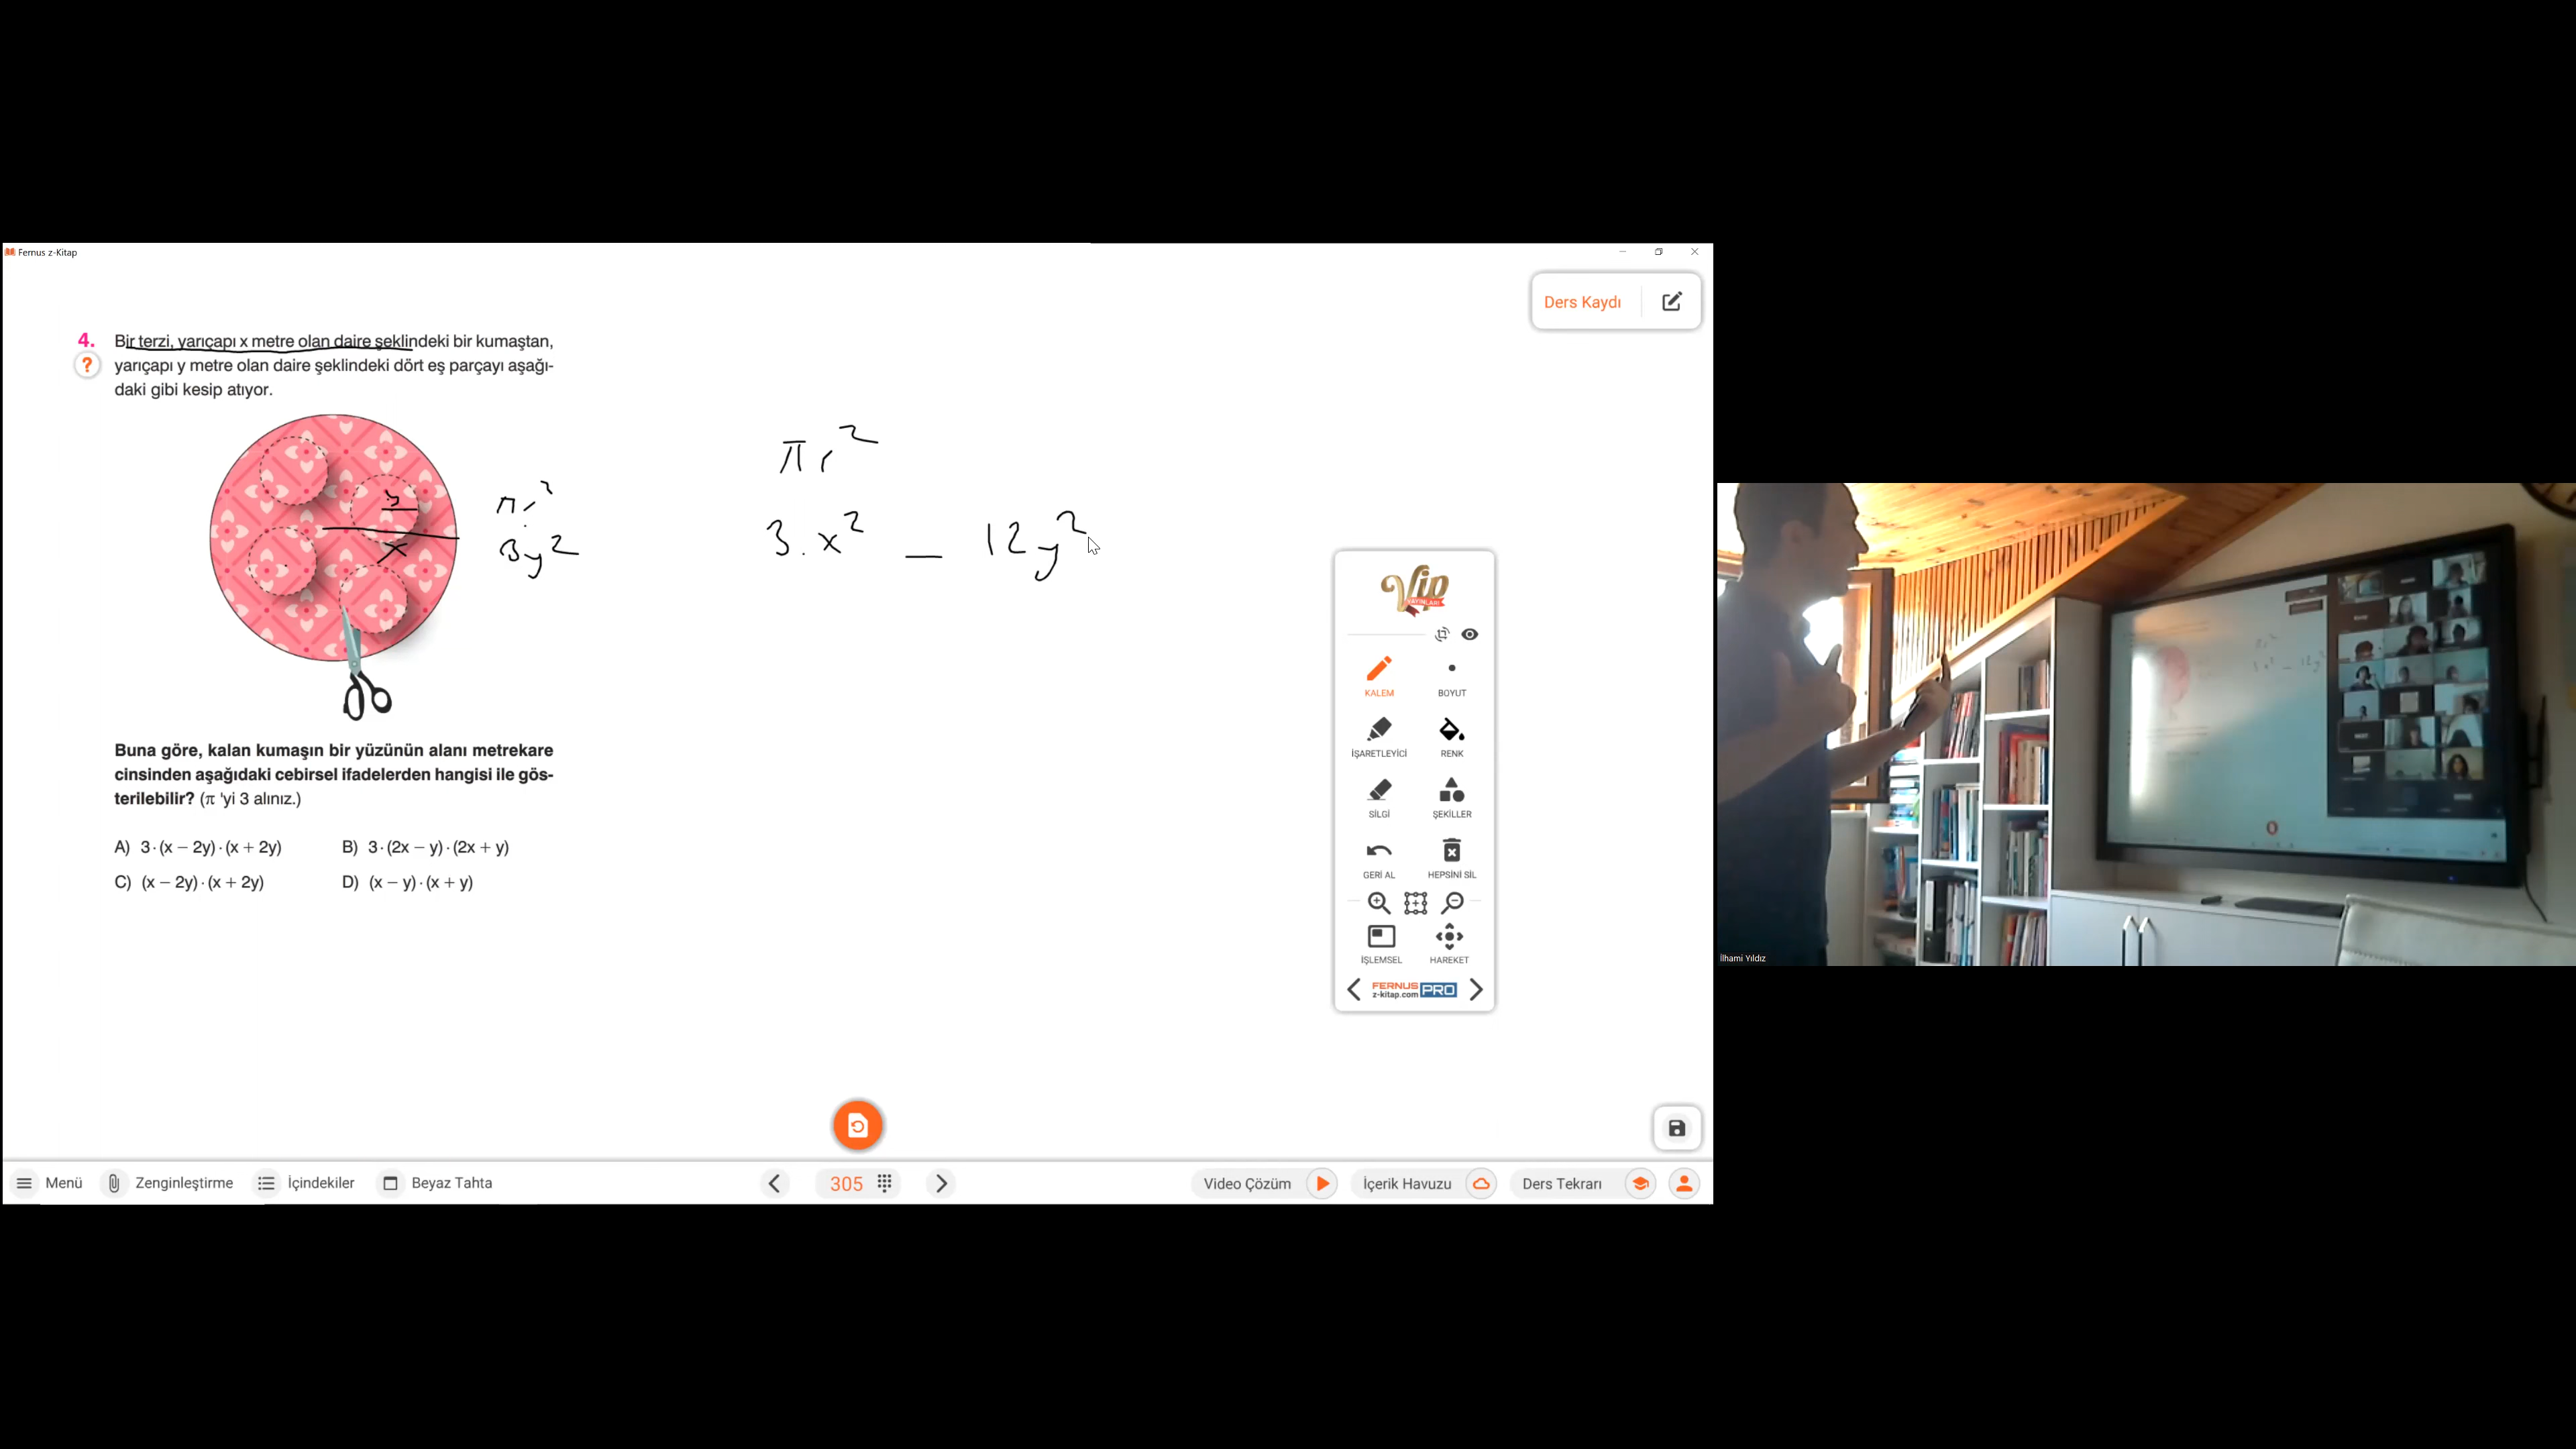 Fernus z-Kitap
Ders Kaydı
4. Bir terzi, yarıçapı x metre olan daire şeklindeki bir kumaştan,
? yarıçapı y metre olan daire şeklindeki dört eş parçayı aşağı-
daki gibi kesip atıyor.
y
x
πr²
3y²
πr²
3.x² – 12y²
Buna göre, kalan kumaşın bir yüzünün alanı metrekare
cinsinden aşağıdaki cebirsel ifadelerden hangisi ile gös-
terilebilir? (π 'yi 3 alınız.)
A) 3·(x – 2y)·(x + 2y) B) 3·(2x – y)·(2x + y)
C) (x – 2y)·(x + 2y) D) (x – y)·(x + y)
Vip
YAYINLARI
KALEM BOYUT
İŞARETLEYİCİ RENK
SİLGİ ŞEKİLLER
GERİ AL HEPSİNİ SİL
İŞLEMSEL HAREKET
FERNUS
z-kitap.com PRO
Menü Zenginleştirme İçindekiler Beyaz Tahta 305 Video Çözüm İçerik Havuzu Ders Tekrarı
İlhami Yıldız